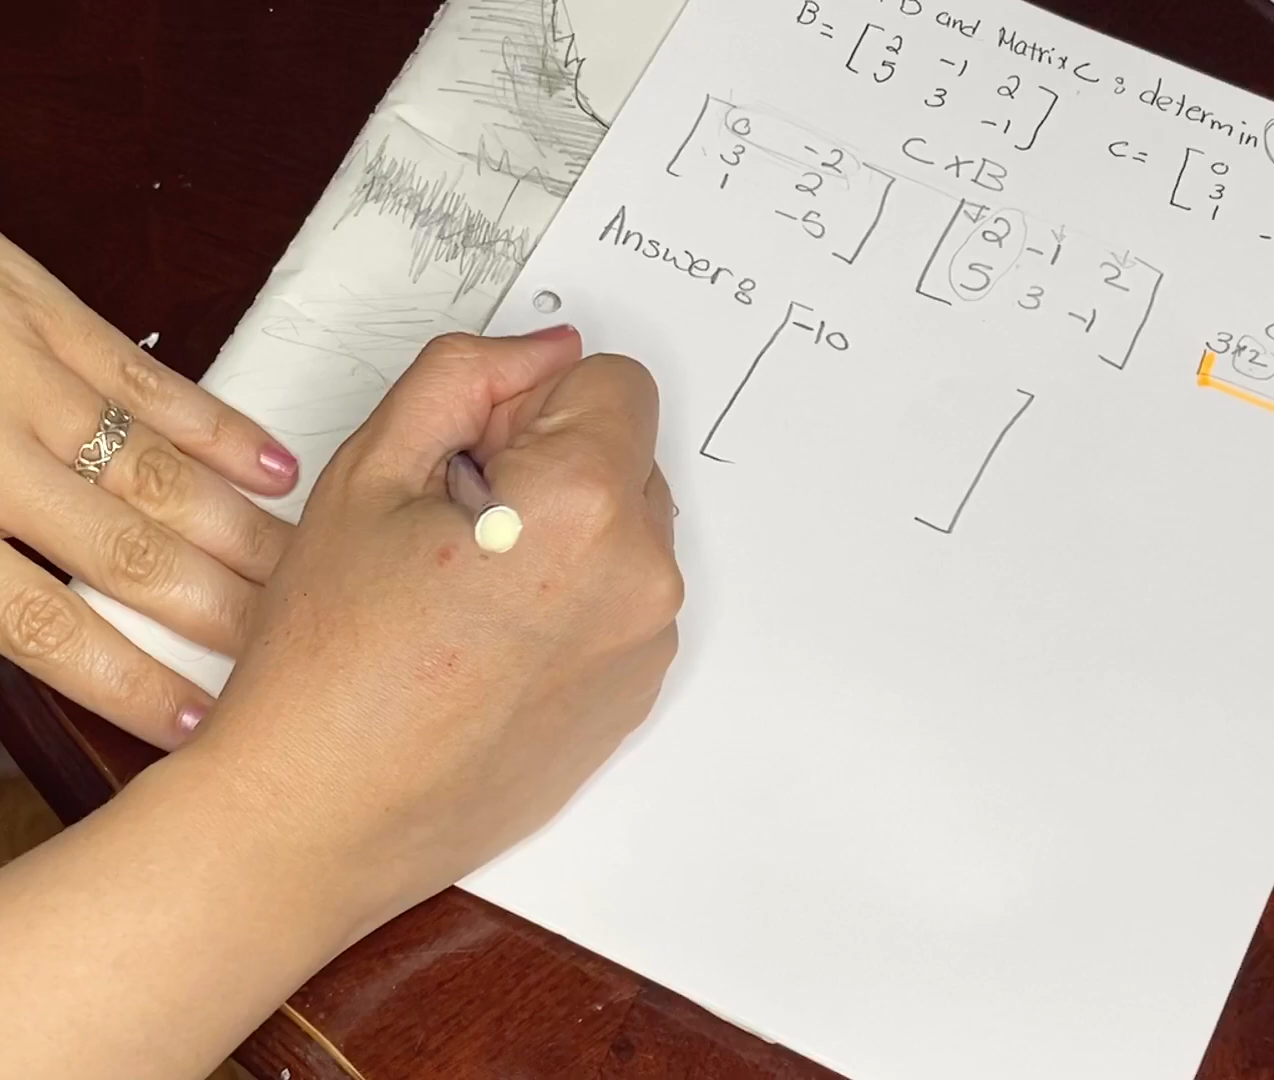 B and Matrix C : determin
B = [ 2 -1 2
5 3 -1 ]
C = [ 0
3
1
C x B
[ 0 -2
3 2
1 -5 ]
[ 2 -1 2
5 3 -1 ]
3x2
Answer :
[ -10 ]